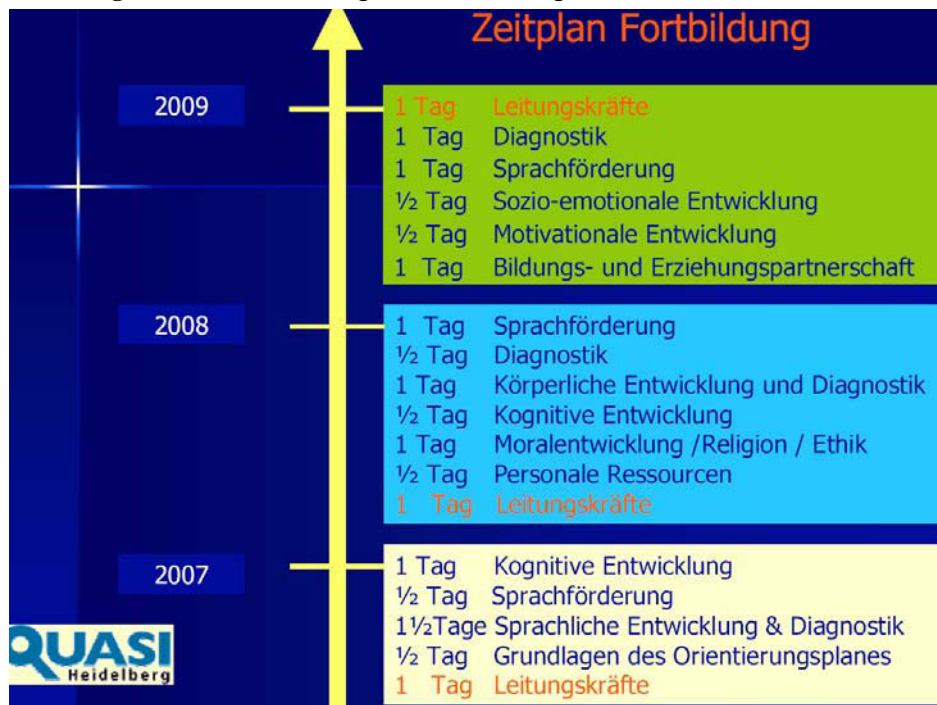 Zeitplan Fortbildung
2009
1 Tag Leitungskräfte
1 Tag Diagnostik
1 Tag Sprachförderung
½ Tag Sozio-emotionale Entwicklung
½ Tag Motivationale Entwicklung
1 Tag Bildungs- und Erziehungspartnerschaft
2008
1 Tag Sprachförderung
½ Tag Diagnostik
1 Tag Körperliche Entwicklung und Diagnostik
½ Tag Kognitive Entwicklung
1 Tag Moralentwicklung /Religion / Ethik
½ Tag Personale Ressourcen
1 Tag Leitungskräfte
2007
1 Tag Kognitive Entwicklung
½ Tag Sprachförderung
1½Tage Sprachliche Entwicklung & Diagnostik
½ Tag Grundlagen des Orientierungsplanes
1 Tag Leitungskräfte
QUASI
Heidelberg